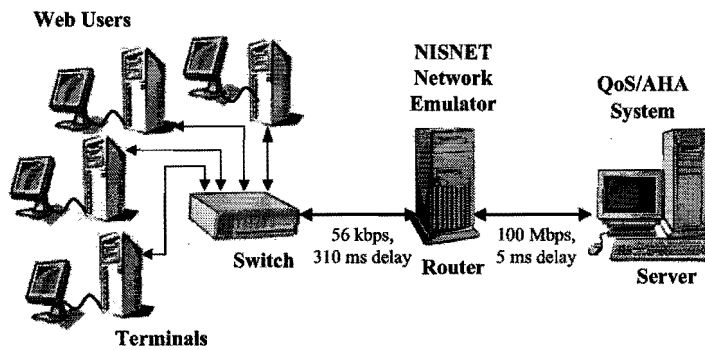 Web Users
NISNET
Network
Emulator
QoS/AHA
System
Switch
56 kbps,
310 ms delay
Router
100 Mbps,
5 ms delay
Server
Terminals